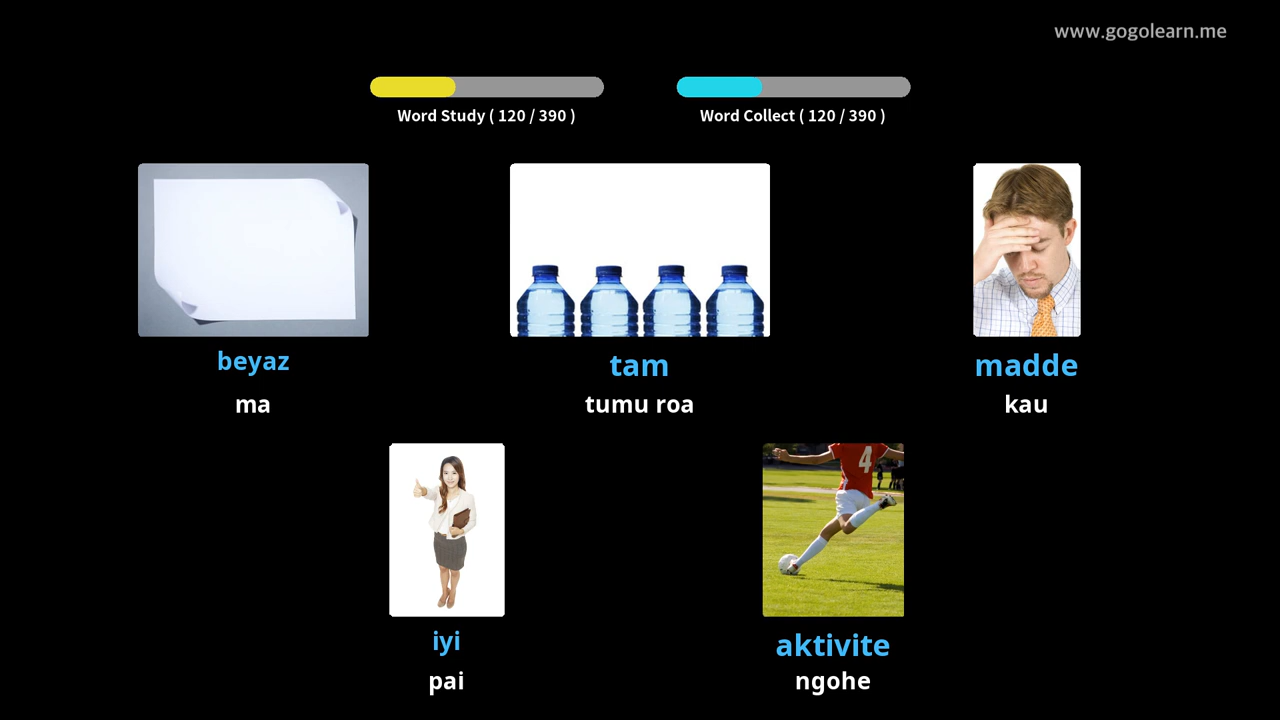 www.gogolearn.me
Word Study ( 120 / 390 )
Word Collect ( 120 / 390 )
beyaz
ma
tam
tumu roa
madde
kau
4
iyi
pai
aktivite
ngohe